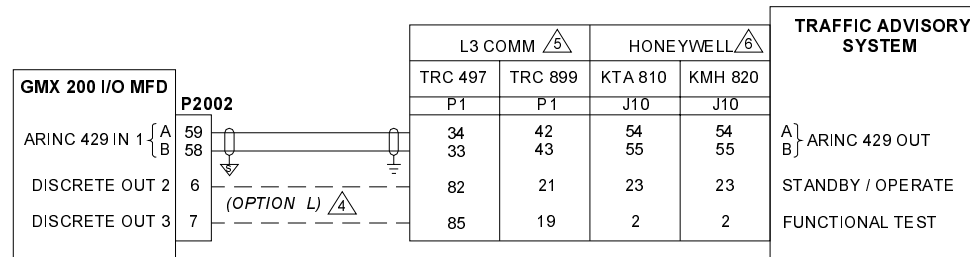 TRAFFIC ADVISORY
SYSTEM
L3 COMM 5
HONEYWELL 6
GMX 200 I/O MFD
TRC 497
TRC 899
KTA 810
KMH 820
P2002
P1
P1
J10
J10
ARINC 429 IN 1
A 59 34 42 54 54 A
B 58 33 43 55 55 B
ARINC 429 OUT
S
DISCRETE OUT 2 6 82 21 23 23 STANDBY / OPERATE
(OPTION L) 4
DISCRETE OUT 3 7 85 19 2 2 FUNCTIONAL TEST